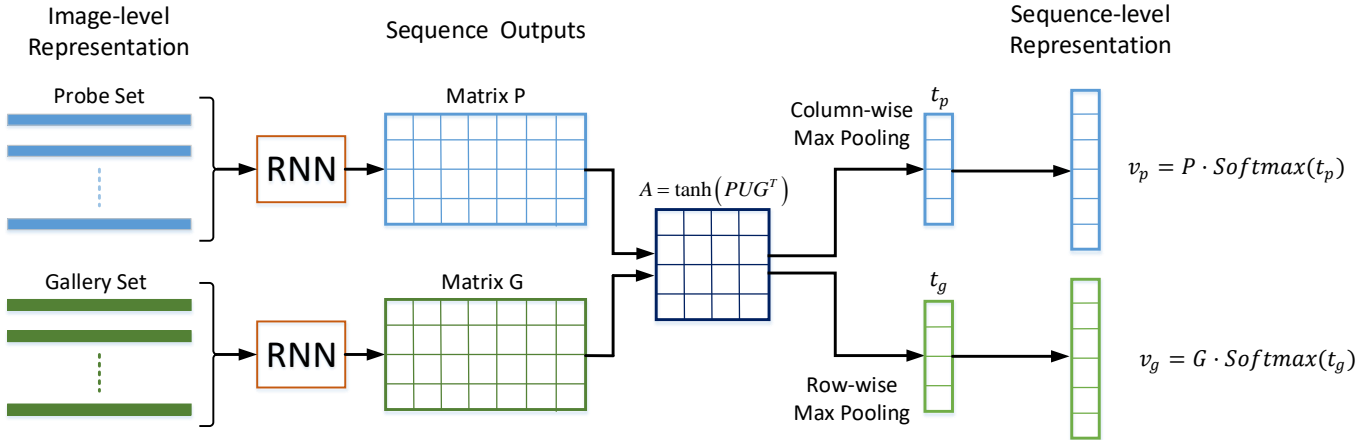 Image-level
Representation
Sequence Outputs
Sequence-level
Representation
Probe Set
Matrix P
Column-wise
Max Pooling
t_p
RNN
v_p = P · Softmax(t_p)
A = tanh(PUG^T)
Gallery Set
Matrix G
t_g
RNN
v_g = G · Softmax(t_g)
Row-wise
Max Pooling